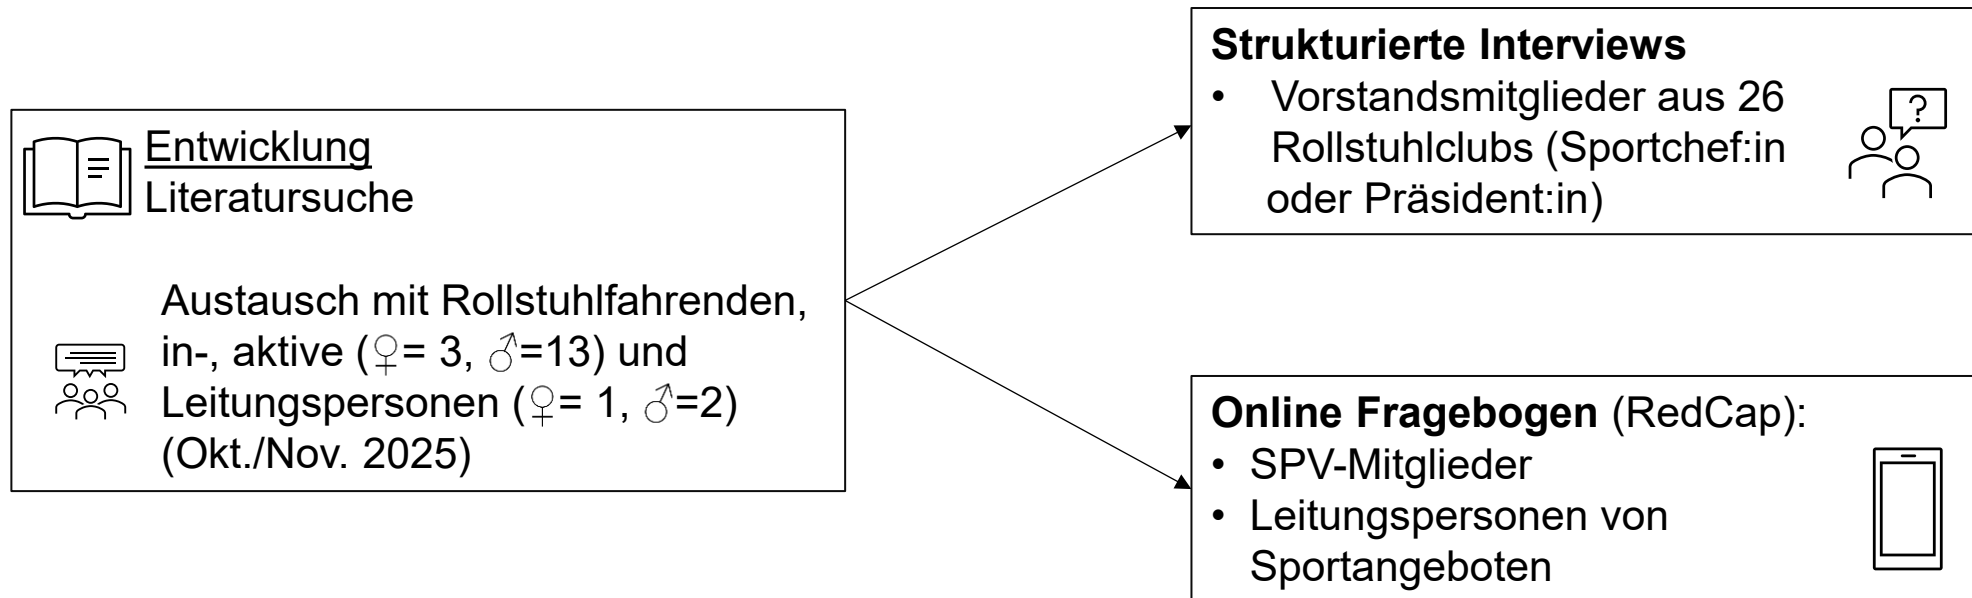 Entwicklung
Literatursuche
Austausch mit Rollstuhlfahrenden,
in-, aktive (♀= 3, ♂=13) und
Leitungspersonen (♀= 1, ♂=2)
(Okt./Nov. 2025)
Strukturierte Interviews
• Vorstandsmitglieder aus 26
Rollstuhlclubs (Sportchef:in
oder Präsident:in)
?
Online Fragebogen (RedCap):
• SPV-Mitglieder
• Leitungspersonen von
Sportangeboten